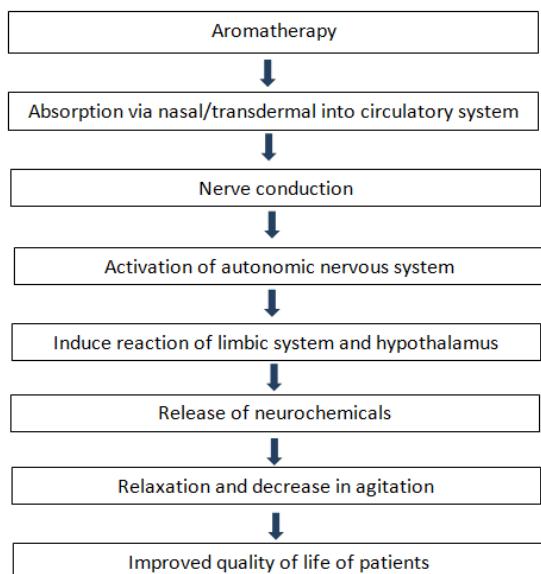 Aromatherapy
Absorption via nasal/transdermal into circulatory system
Nerve conduction
Activation of autonomic nervous system
Induce reaction of limbic system and hypothalamus
Release of neurochemicals
Relaxation and decrease in agitation
Improved quality of life of patients